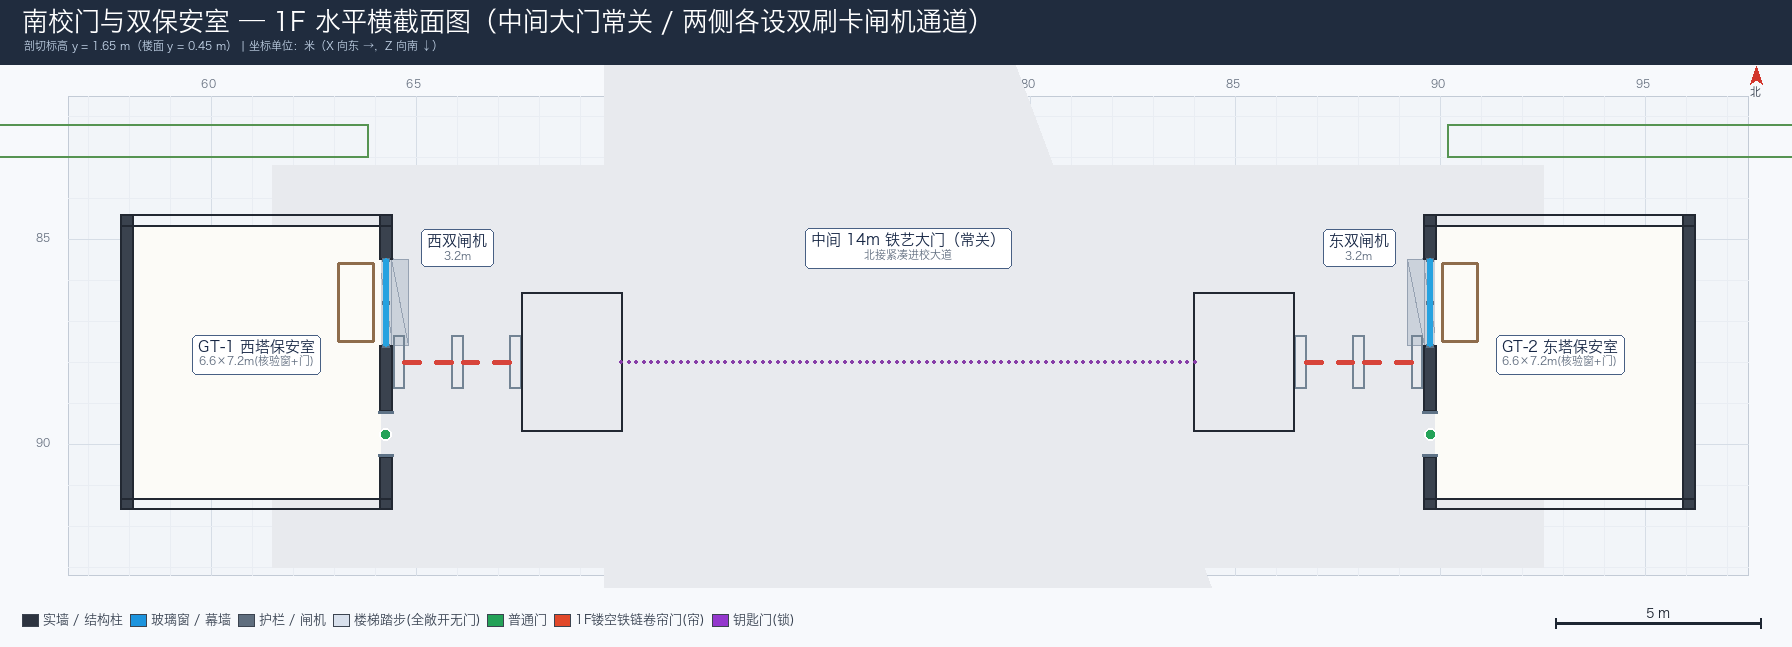 南校门与双保安室 — 1F 水平横截面图（中间大门常关 / 两侧各设双刷卡闸机通道）
剖切标高 y = 1.65 m（楼面 y = 0.45 m）| 坐标单位：米（X 向东 →，Z 向南 ↓）
60 65 80 85 90 95
北
85
西双闸机
3.2m
中间 14m 铁艺大门（常关）
北接紧凑进校大道
东双闸机
3.2m
GT-1 西塔保安室
6.6×7.2m(核验窗+门)
GT-2 东塔保安室
6.6×7.2m(核验窗+门)
90
实墙 / 结构柱 玻璃窗 / 幕墙 护栏 / 闸机 楼梯踏步(全敞开无门) 普通门 1F镂空铁链卷帘门(帘) 钥匙门(锁)
5 m